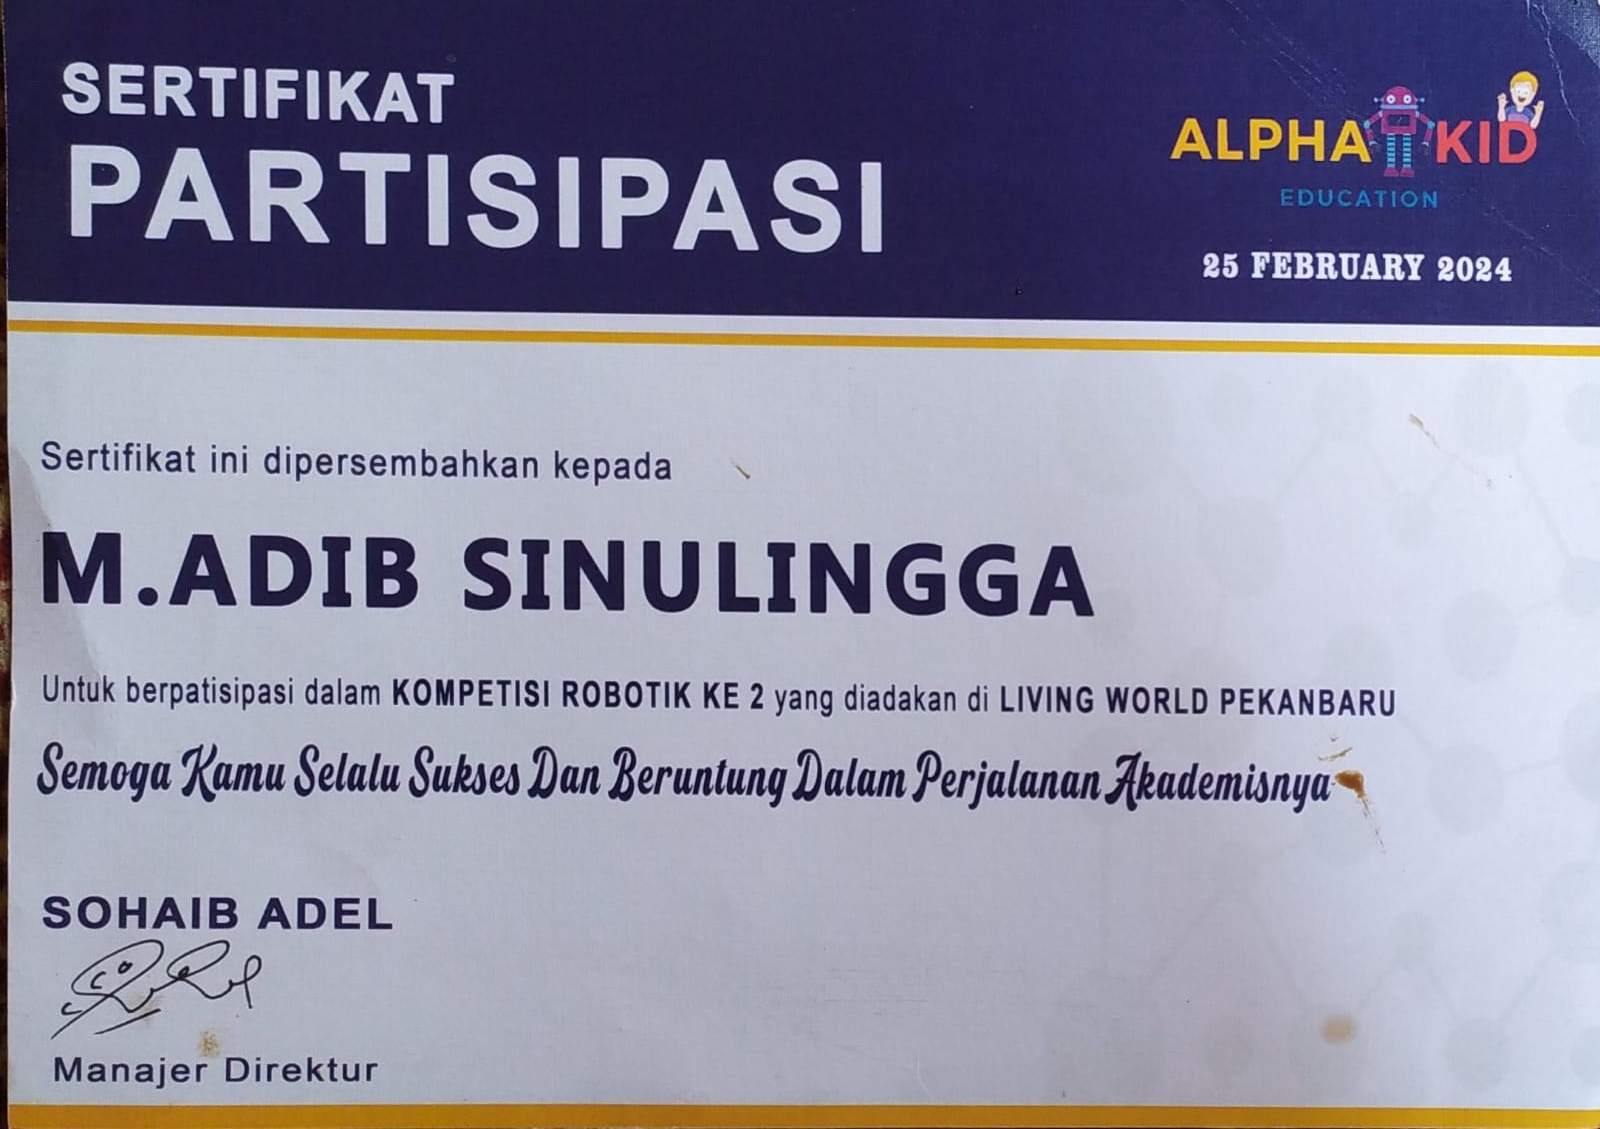 SERTIFIKAT
PARTISIPASI
ALPHA KID
EDUCATION
25 FEBRUARY 2024
Sertifikat ini dipersembahkan kepada
M.ADIB SINULINGGA
Untuk berpatisipasi dalam KOMPETISI ROBOTIK KE 2 yang diadakan di LIVING WORLD PEKANBARU
Semoga Kamu Selalu Sukses Dan Beruntung Dalam Perjalanan Akademisnya
SOHAIB ADEL
Manajer Direktur